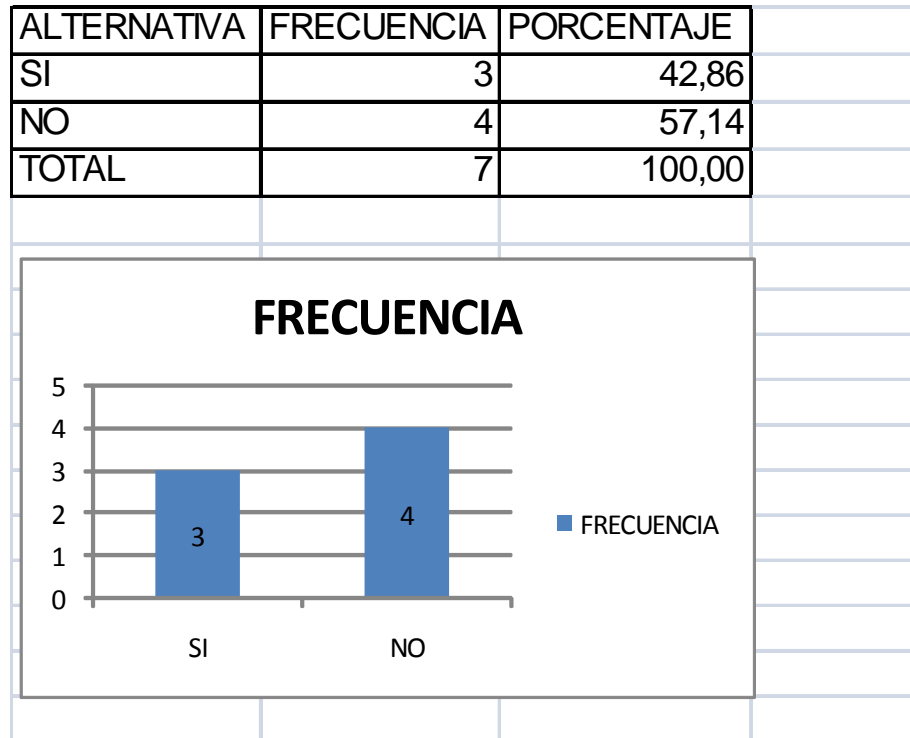 ALTERNATIVA FRECUENCIA PORCENTAJE
SI 3 42,86
NO 4 57,14
TOTAL 7 100,00
FRECUENCIA
5
4
3
2
1
0
3
4
SI NO
FRECUENCIA